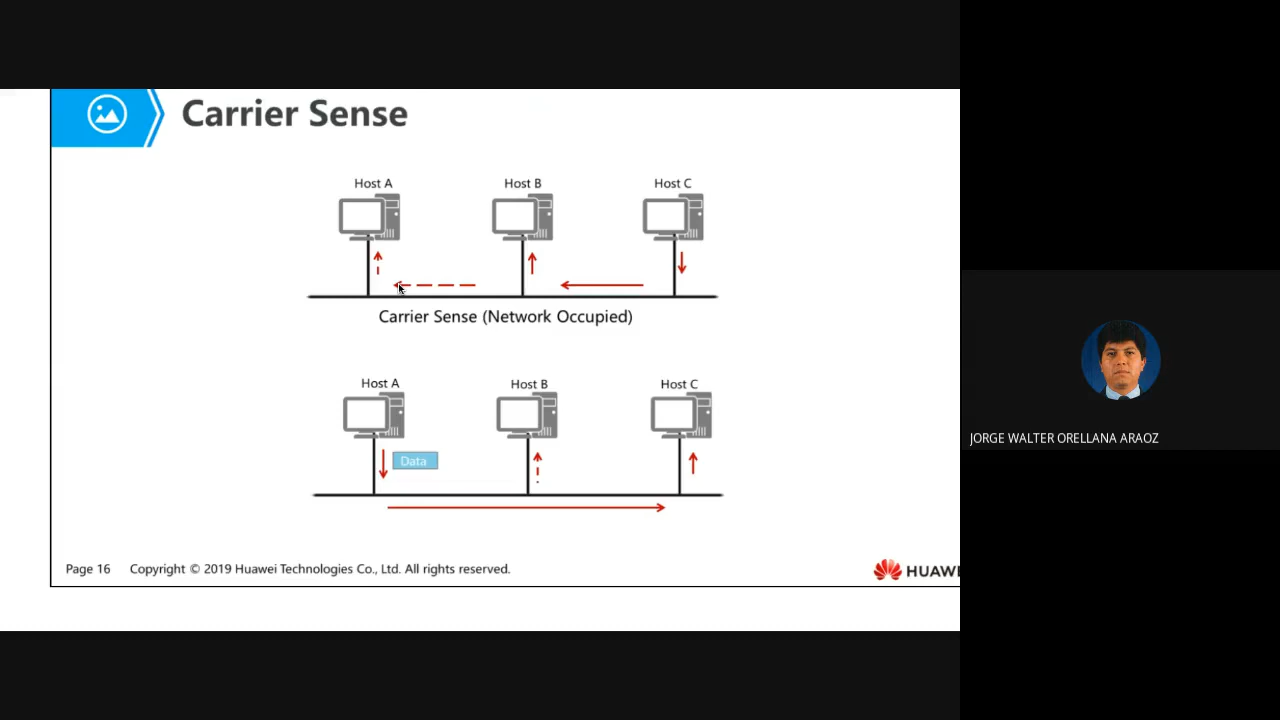 Carrier Sense
Host A
Host B
Host C
Carrier Sense (Network Occupied)
Host A
Host B
Host C
Data
Page 16
Copyright © 2019 Huawei Technologies Co., Ltd. All rights reserved.
HUAW
JORGE WALTER ORELLANA ARAOZ